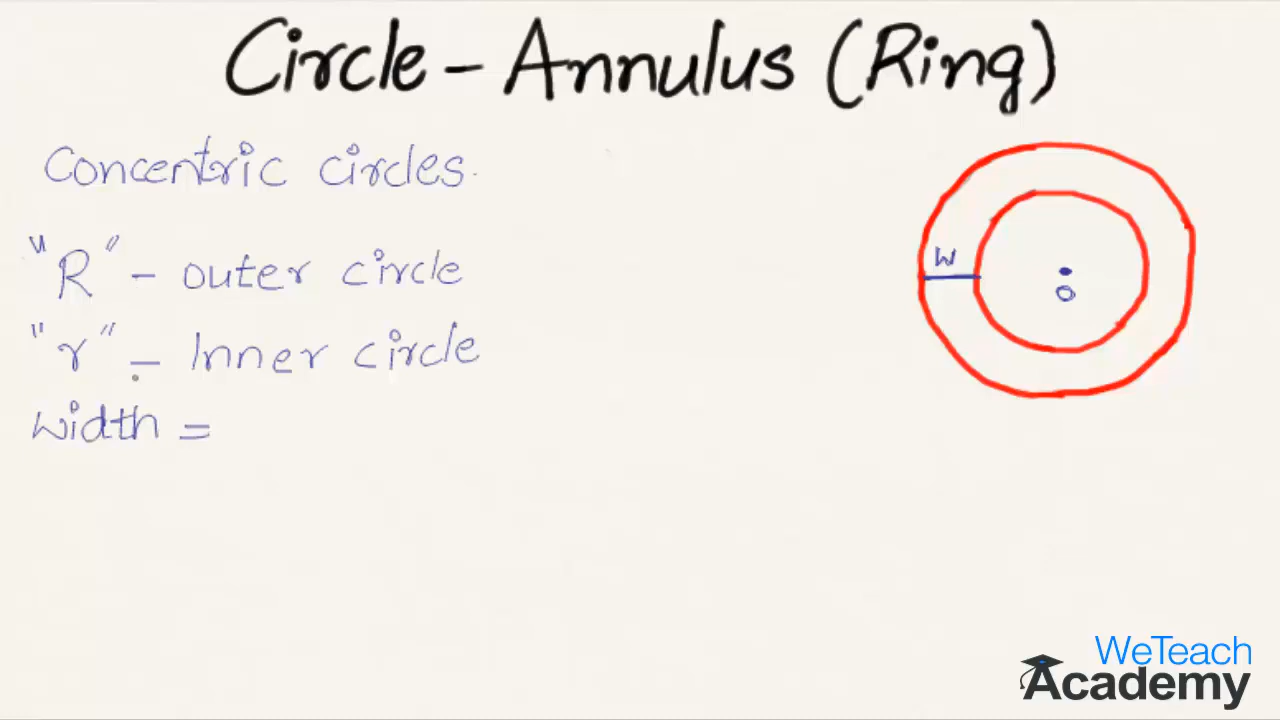 Circle - Annulus (Ring)
Concentric circles.
"R" - outer circle
"r" - Inner circle
width =
W
O
WeTeach
Academy